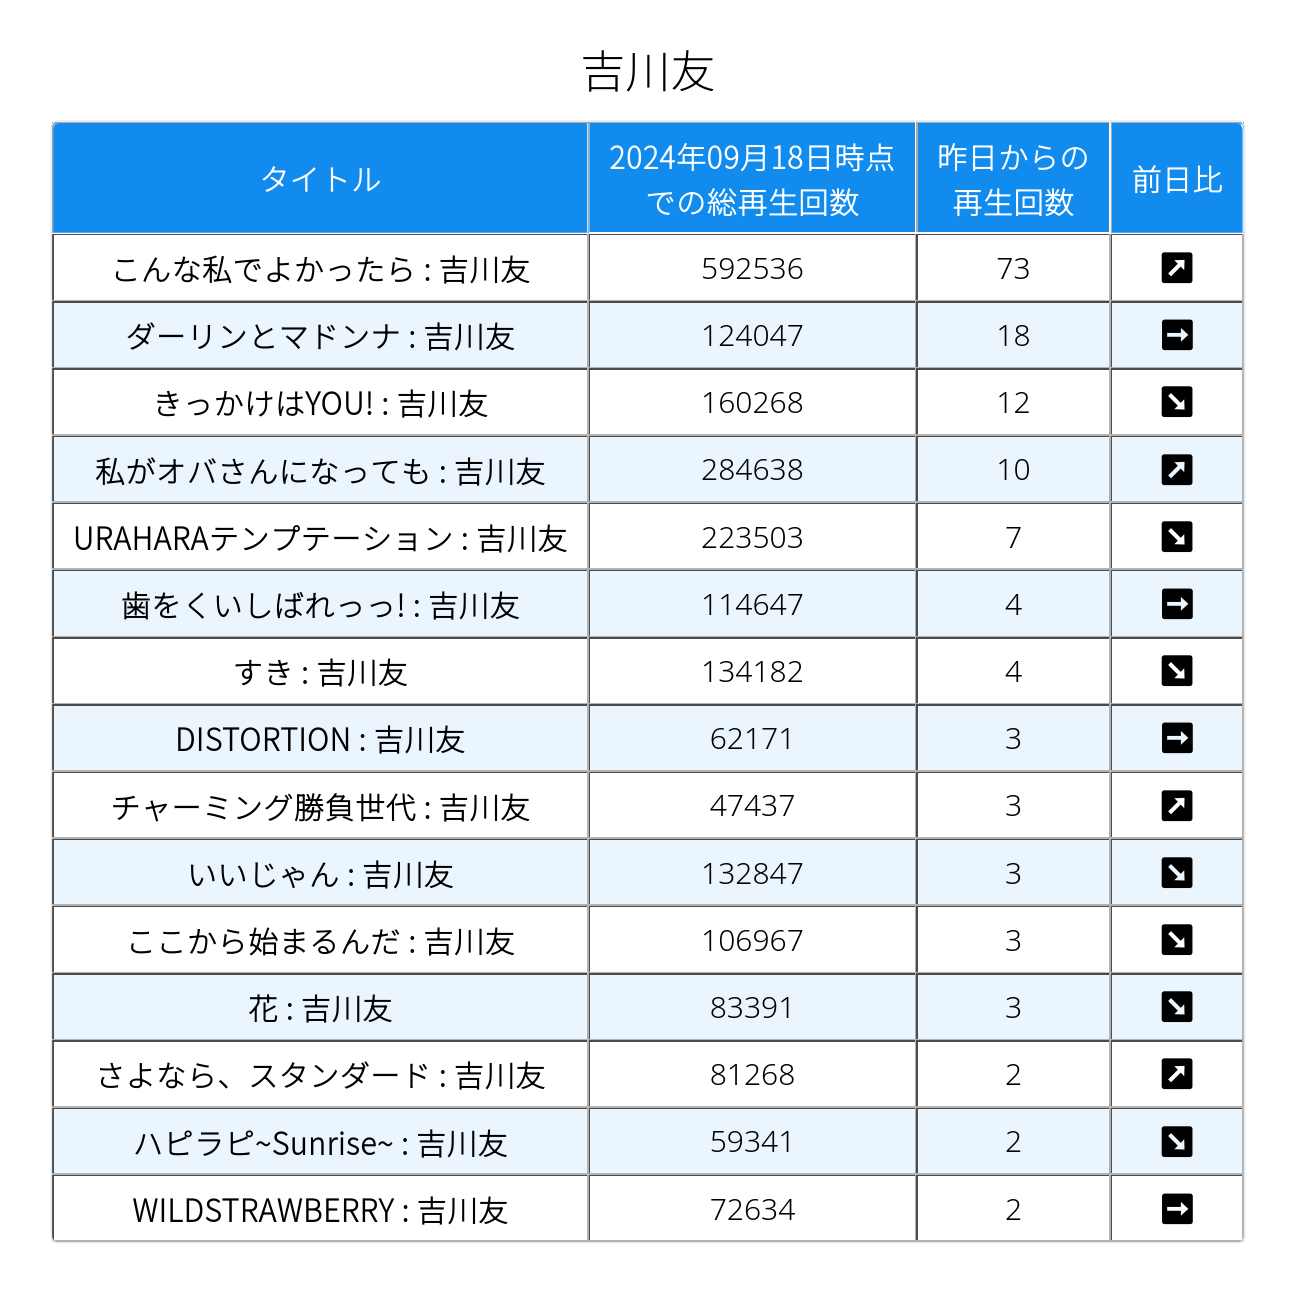 吉川友
タイトル 2024年09月18日時点 昨日からの 前日比
での総再生回数 再生回数
こんな私でよかったら : 吉川友 592536 73 ↗
ダーリンとマドンナ : 吉川友 124047 18 →
きっかけはYOU! : 吉川友 160268 12 ↘
私がオバさんになっても : 吉川友 284638 10 ↗
URAHARAテンプテーション : 吉川友 223503 7 ↘
歯をくいしばれっっ! : 吉川友 114647 4 →
すき : 吉川友 134182 4 ↘
DISTORTION : 吉川友 62171 3 →
チャーミング勝負世代 : 吉川友 47437 3 ↗
いいじゃん : 吉川友 132847 3 ↘
ここから始まるんだ : 吉川友 106967 3 ↘
花 : 吉川友 83391 3 ↘
さよなら、スタンダード : 吉川友 81268 2 ↗
ハピラピ~Sunrise~ : 吉川友 59341 2 ↘
WILDSTRAWBERRY : 吉川友 72634 2 →